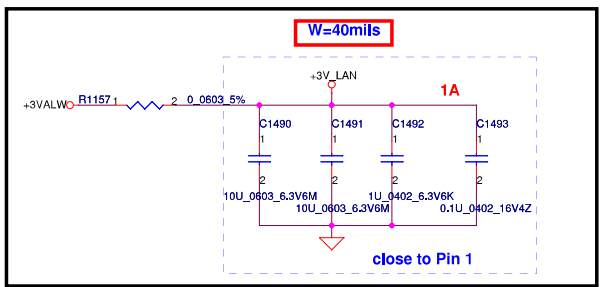 W=40mils
+3V_LAN
1A
+3VALW
R1157
1
2
0_0603_5%
C1490
C1491
C1492
C1493
1
1
1
1
2
2
2
2
10U_0603_6.3V6M
1U_0402_6.3V6K
10U_0603_6.3V6M
0.1U_0402_16V4Z
close to Pin 1